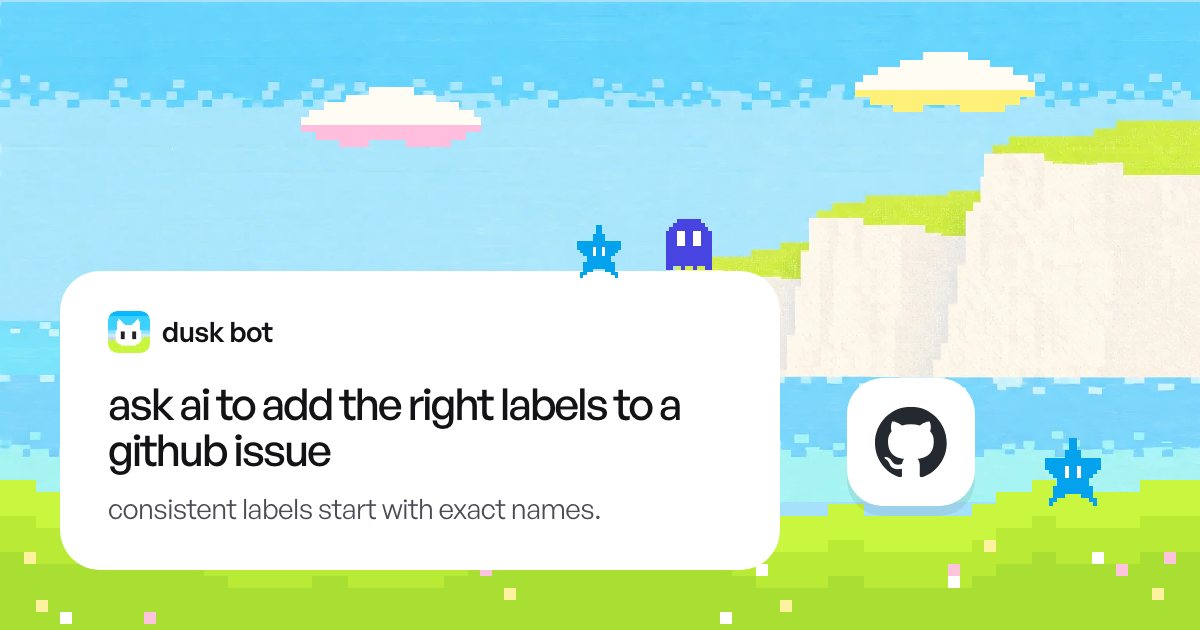 dusk bot
ask ai to add the right labels to a
github issue
consistent labels start with exact names.